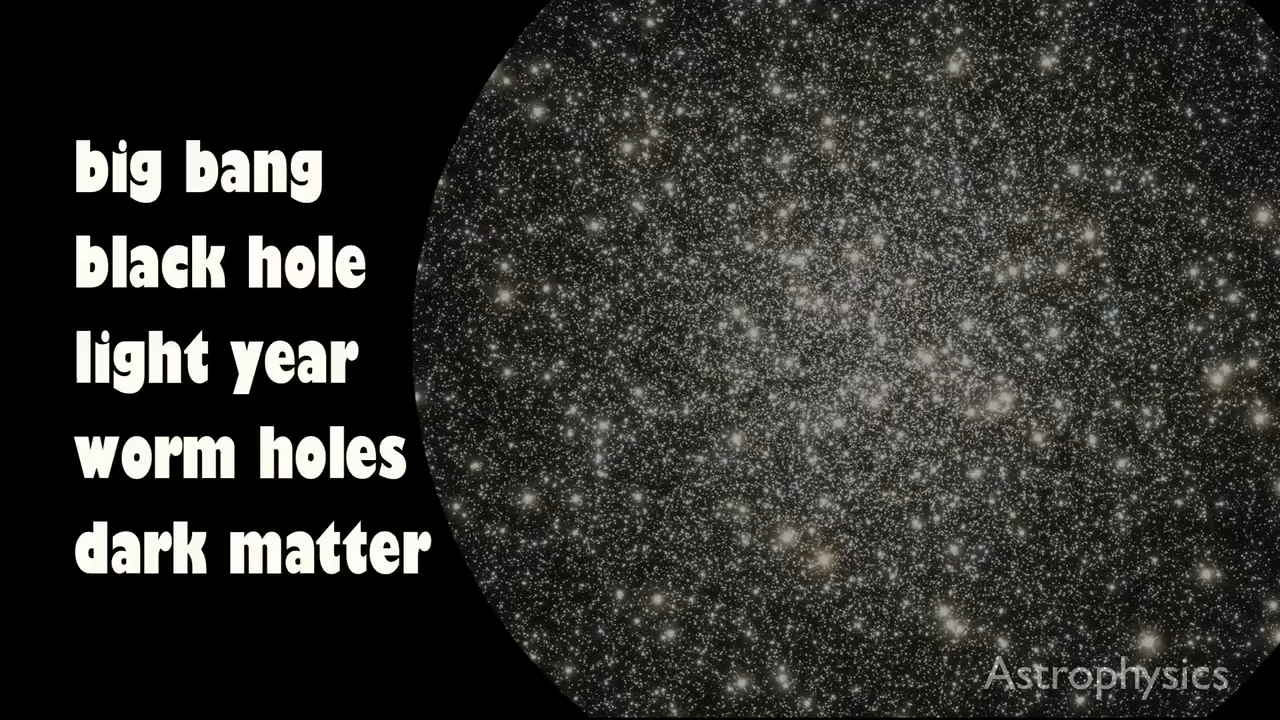 big bang
black hole
light year
worm holes
dark matter
Astrophysics